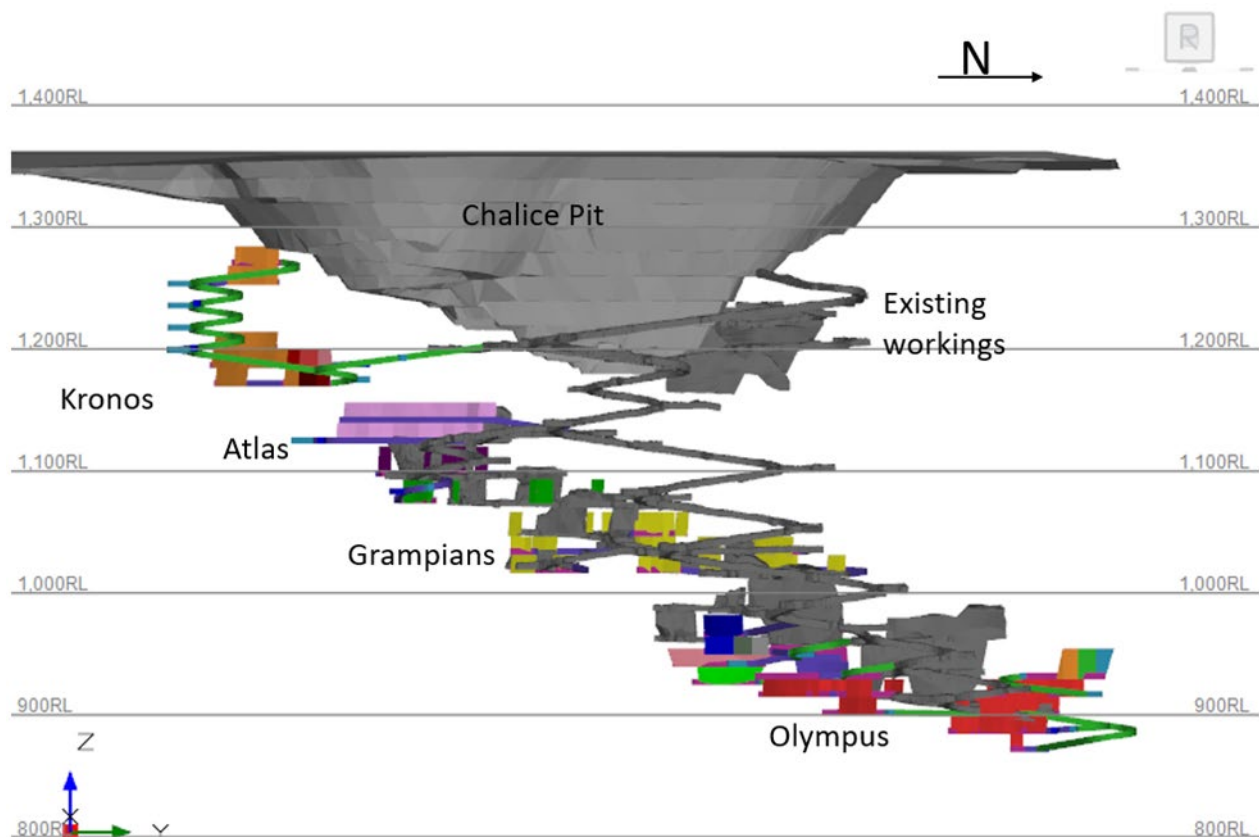 N
R
1,400RL 1,400RL
1,300RL 1,300RL
Chalice Pit
Existing
workings
1,200RL 1,200RL
Kronos
Atlas
1,100RL 1,100RL
Grampians
1,000RL 1,000RL
900RL 900RL
Olympus
Z
X
Y
800RL 800RL